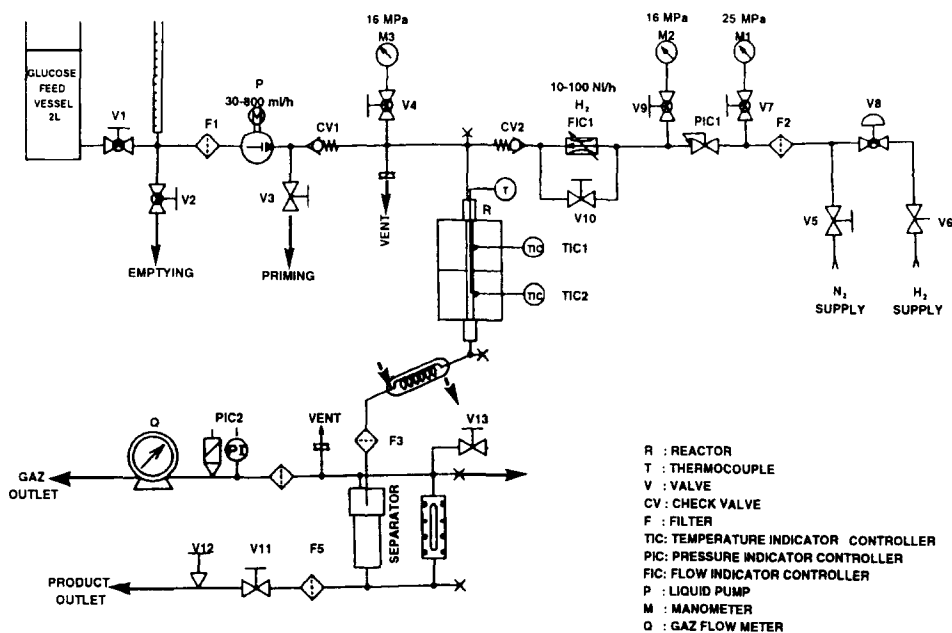 16 MPa
M3
16 MPa
M2
25 MPa
M1
GLUCOSE
FEED
VESSEL
2L
V1
F1
P
30-800 ml/h
M
CV1
V4
CV2
10-100 Nl/h
H2
FIC1
V9
V7
PIC1
F2
V8
V2
V3
VENT
T
R
V10
V5
V6
EMPTYING
PRIMING
TIC
TIC1
TIC
TIC2
N2
SUPPLY
H2
SUPPLY
Q
PIC2
PI
VENT
F3
V13
GAZ
OUTLET
SEPARATOR
V12
V11
F5
PRODUCT
OUTLET
R : REACTOR
T : THERMOCOUPLE
V : VALVE
CV : CHECK VALVE
F : FILTER
TIC: TEMPERATURE INDICATOR CONTROLLER
PIC: PRESSURE INDICATOR CONTROLLER
FIC: FLOW INDICATOR CONTROLLER
P : LIQUID PUMP
M : MANOMETER
Q : GAZ FLOW METER